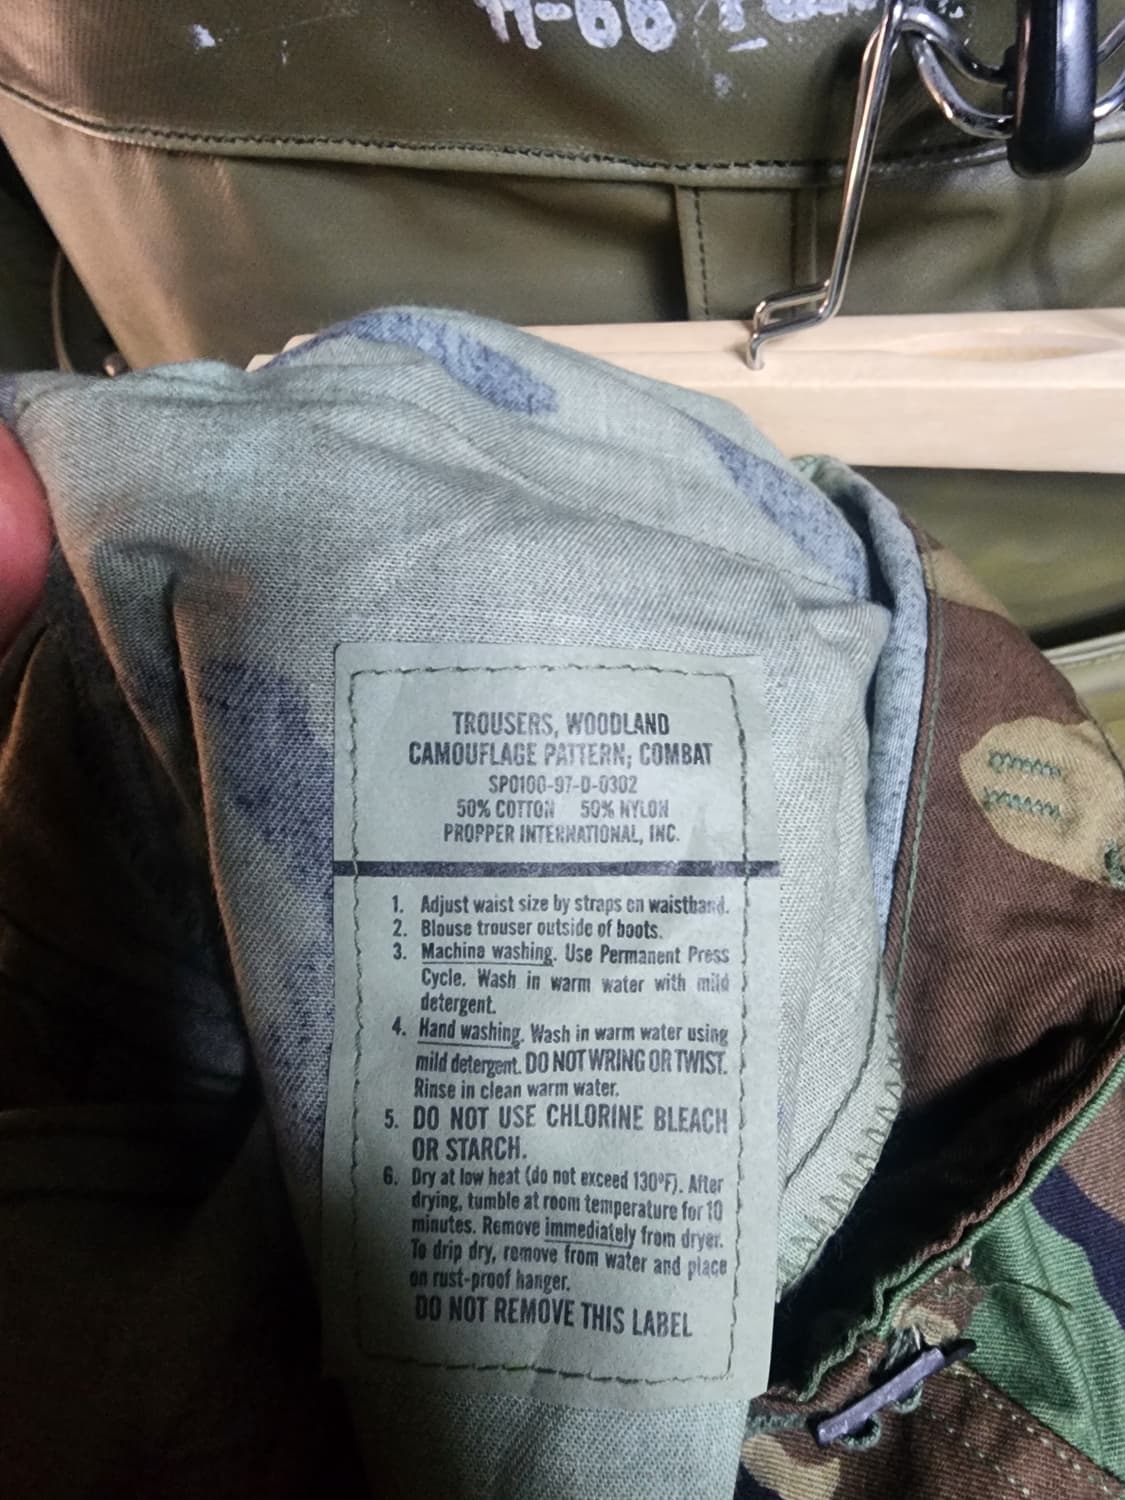 TROUSERS, WOODLAND
CAMOUFLAGE PATTERN; COMBAT
SPO100-97-D-0302
50% COTTON 50% NYLON
PROPPER INTERNATIONAL, INC.
1. Adjust waist size by straps on waistband.
2. Blouse trouser outside of boots.
3. Machine washing. Use Permanent Press
Cycle. Wash in warm water with mild
detergent.
4. Hand washing. Wash in warm water using
mild detergent. DO NOT WRING OR TWIST.
Rinse in clean warm water.
5. DO NOT USE CHLORINE BLEACH
OR STARCH.
6. Dry at low heat (do not exceed 130°F). After
drying, tumble at room temperature for 10
minutes. Remove immediately from dryer.
To drip dry, remove from water and place
on rust-proof hanger.
DO NOT REMOVE THIS LABEL